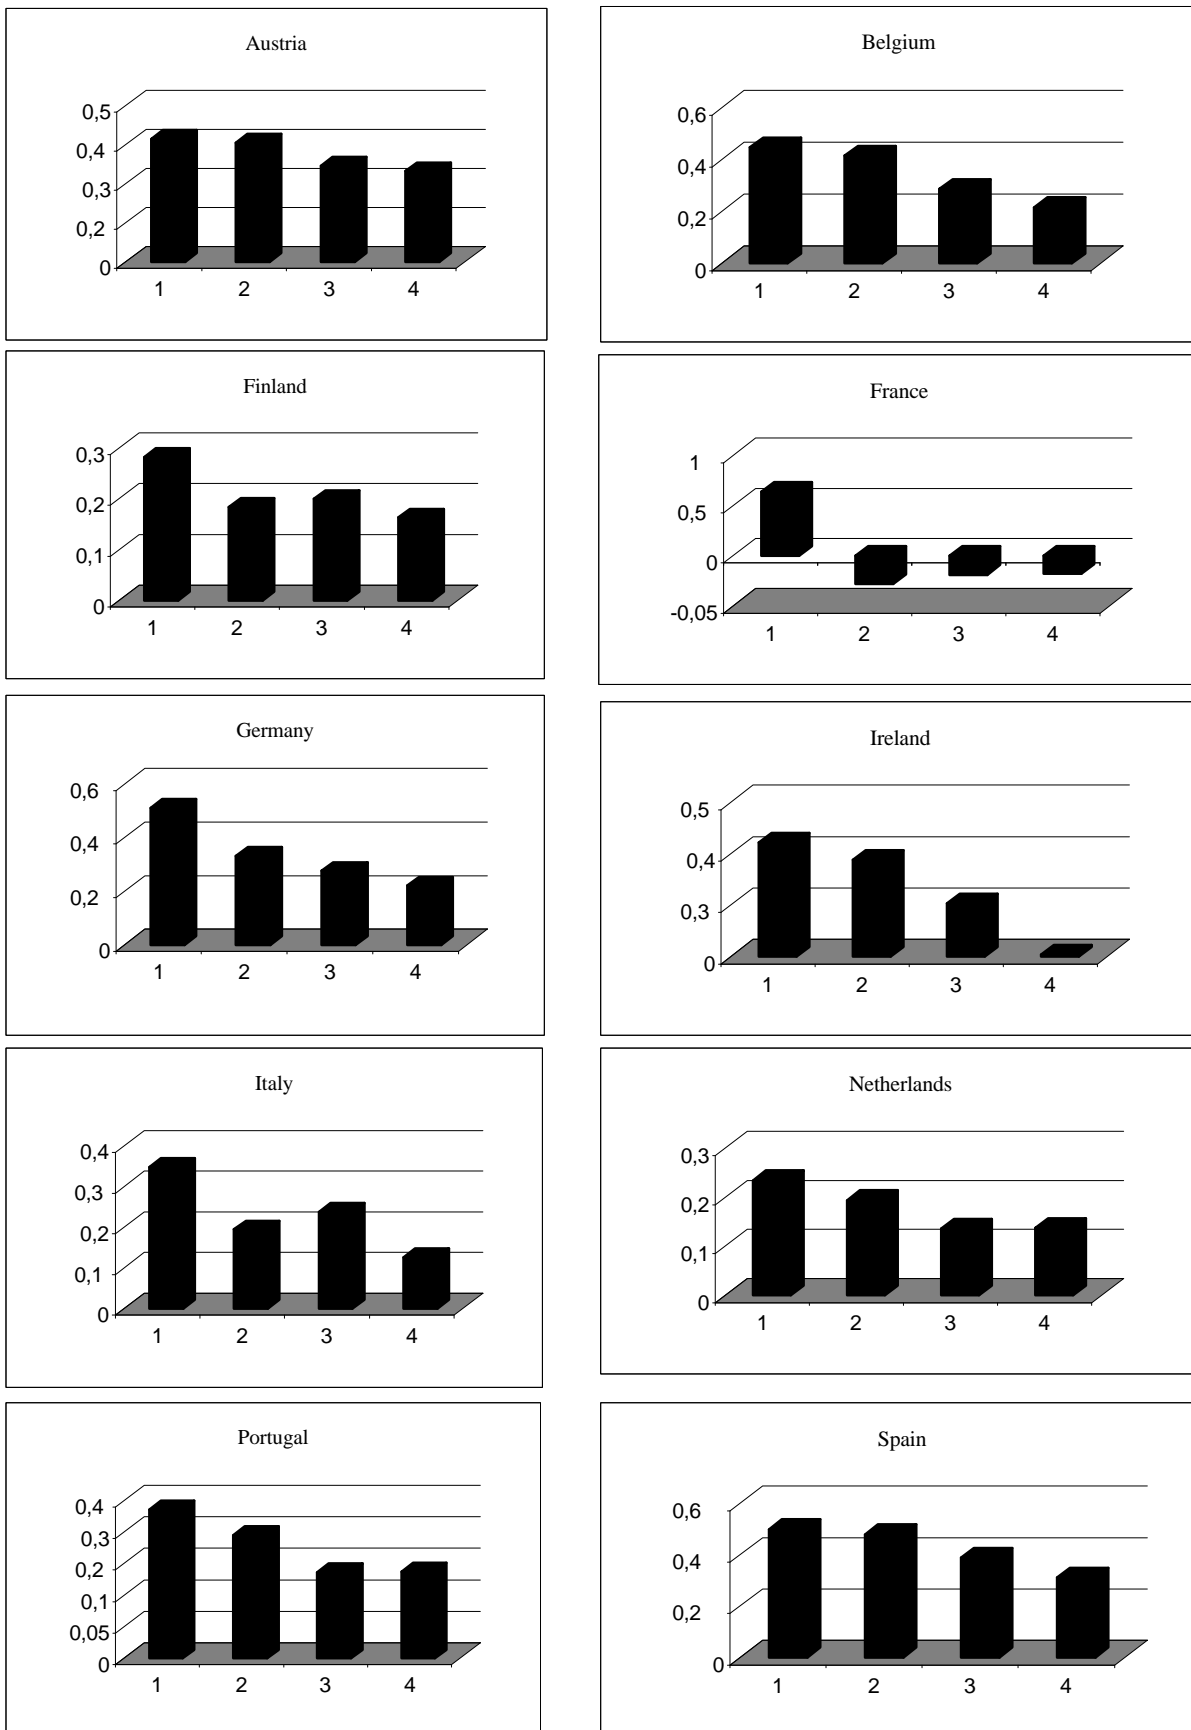 Austria
0,5
0,4
0,3
0,2
0
1 2 3 4
Belgium
0,6
0,4
0,2
0
1 2 3 4
Finland
0,3
0,2
0,1
0
1 2 3 4
France
1
0,5
0
-0,05
1 2 3 4
Germany
0,6
0,4
0,2
0
1 2 3 4
Ireland
0,5
0,4
0,3
0
1 2 3 4
Italy
0,4
0,3
0,2
0,1
0
1 2 3 4
Netherlands
0,3
0,2
0,1
0
1 2 3 4
Portugal
0,4
0,3
0,2
0,1
0,05
0
1 2 3 4
Spain
0,6
0,4
0,2
0
1 2 3 4